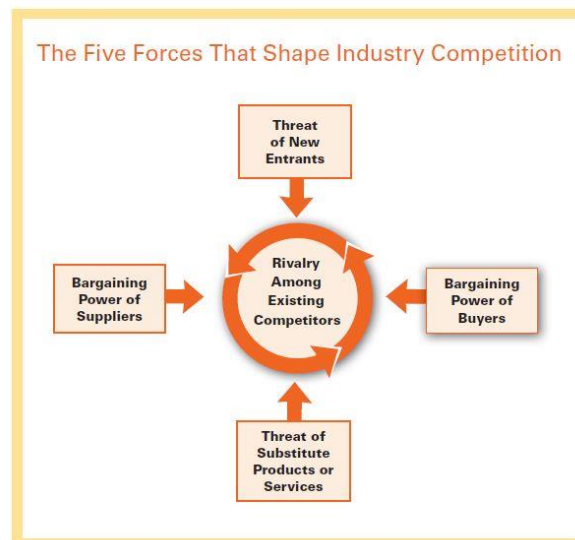 The Five Forces That Shape Industry Competition
Threat
of New
Entrants
Bargaining
Power of
Suppliers
Rivalry
Among
Existing
Competitors
Bargaining
Power of
Buyers
Threat of
Substitute
Products or
Services